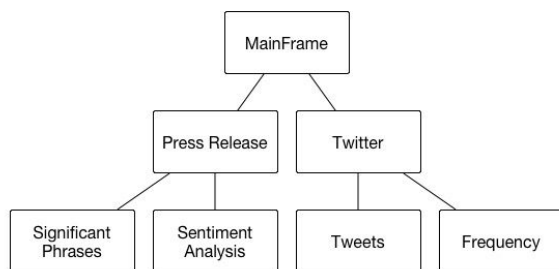 MainFrame
Press Release
Twitter
Significant
Phrases
Sentiment
Analysis
Tweets
Frequency